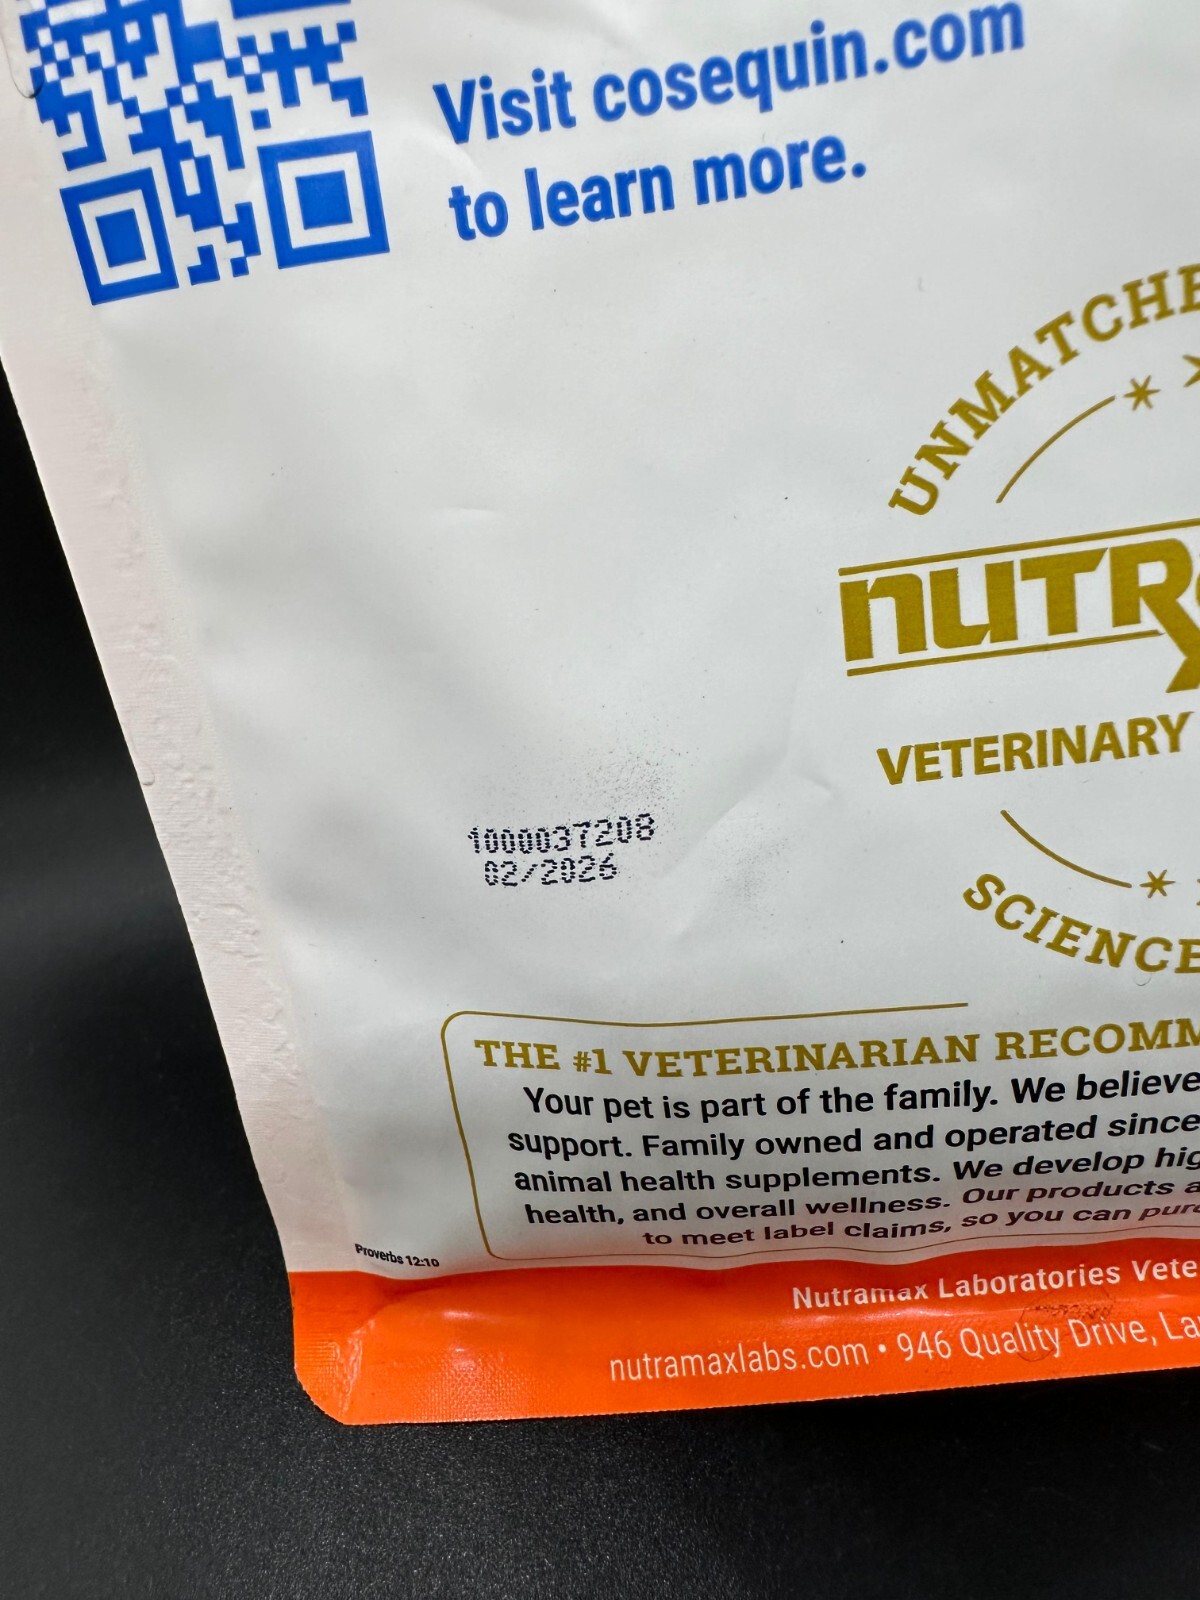 Visit cosequin.com
to learn more.
UNMATCHE
NUTR
VETERINARY
SCIENCE
1000037208
02/2026
THE #1 VETERINARIAN RECOMM
Your pet is part of the family. We believe
support. Family owned and operated since
animal health supplements. We develop hig
health, and overall wellness. Our products a
to meet label claims, so you can pur
Proverbs 12:10
Nutramax Laboratories Vete
nutramaxlabs.com • 946 Quality Drive, La